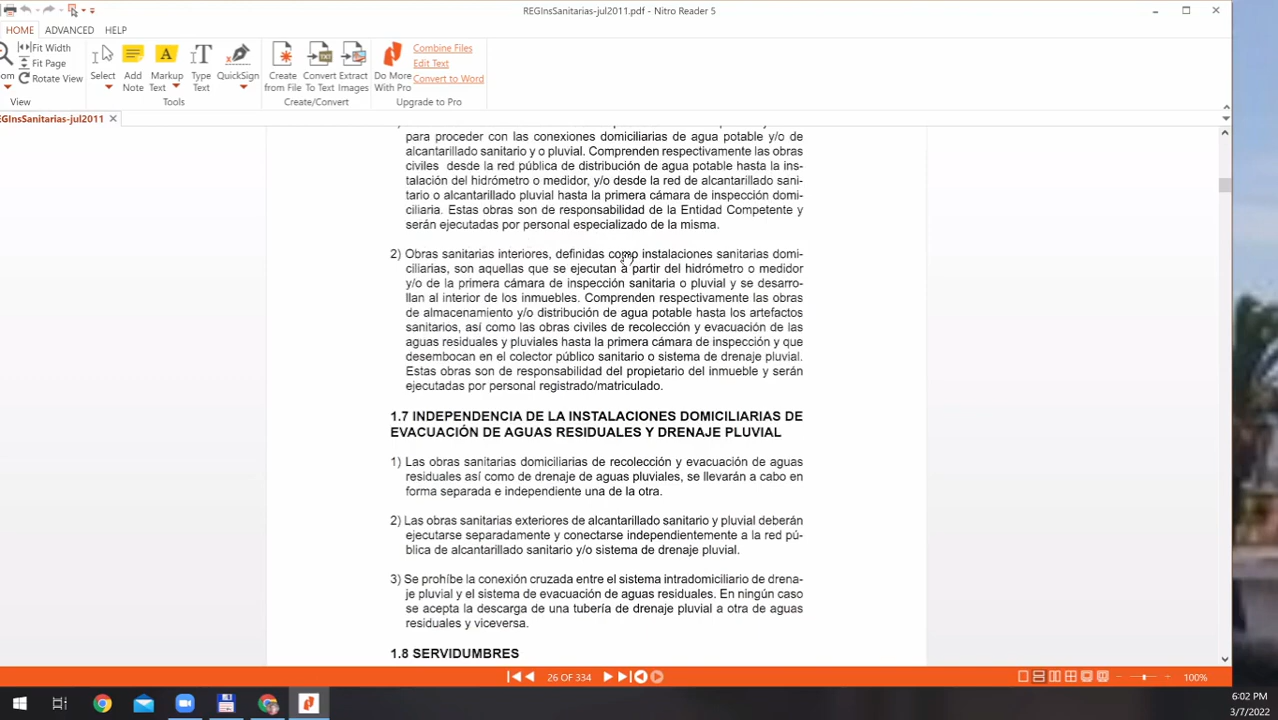 REGInsSanitarias-jul2011.pdf - Nitro Reader 5
HOME ADVANCED HELP
Fit Width
Fit Page
Rotate View
View
Select
Add Note
Markup Text
Type Text
QuickSign
Tools
Create from File
Convert To Text
Extract Images
Create/Convert
Do More With Pro
Combine Files
Edit Text
Convert to Word
Upgrade to Pro
EGInsSanitarias-jul2011
para proceder con las conexiones domiciliarias de agua potable y/o de
alcantarillado sanitario y o pluvial. Comprenden respectivamente las obras
civiles desde la red pública de distribución de agua potable hasta la ins-
talación del hidrómetro o medidor, y/o desde la red de alcantarillado sani-
tario o alcantarillado pluvial hasta la primera cámara de inspección domi-
ciliaria. Estas obras son de responsabilidad de la Entidad Competente y
serán ejecutadas por personal especializado de la misma.
2) Obras sanitarias interiores, definidas como instalaciones sanitarias domi-
ciliarias, son aquellas que se ejecutan a partir del hidrómetro o medidor
y/o de la primera cámara de inspección sanitaria o pluvial y se desarro-
llan al interior de los inmuebles. Comprenden respectivamente las obras
de almacenamiento y/o distribución de agua potable hasta los artefactos
sanitarios, así como las obras civiles de recolección y evacuación de las
aguas residuales y pluviales hasta la primera cámara de inspección y que
desembocan en el colector público sanitario o sistema de drenaje pluvial.
Estas obras son de responsabilidad del propietario del inmueble y serán
ejecutadas por personal registrado/matriculado.
1.7 INDEPENDENCIA DE LA INSTALACIONES DOMICILIARIAS DE
EVACUACIÓN DE AGUAS RESIDUALES Y DRENAJE PLUVIAL
1) Las obras sanitarias domiciliarias de recolección y evacuación de aguas
residuales así como de drenaje de aguas pluviales, se llevarán a cabo en
forma separada e independiente una de la otra.
2) Las obras sanitarias exteriores de alcantarillado sanitario y pluvial deberán
ejecutarse separadamente y conectarse independientemente a la red pú-
blica de alcantarillado sanitario y/o sistema de drenaje pluvial.
3) Se prohíbe la conexión cruzada entre el sistema intradomiciliario de drena-
je pluvial y el sistema de evacuación de aguas residuales. En ningún caso
se acepta la descarga de una tubería de drenaje pluvial a otra de aguas
residuales y viceversa.
1.8 SERVIDUMBRES
26 OF 334
100%
6:02 PM
3/7/2022